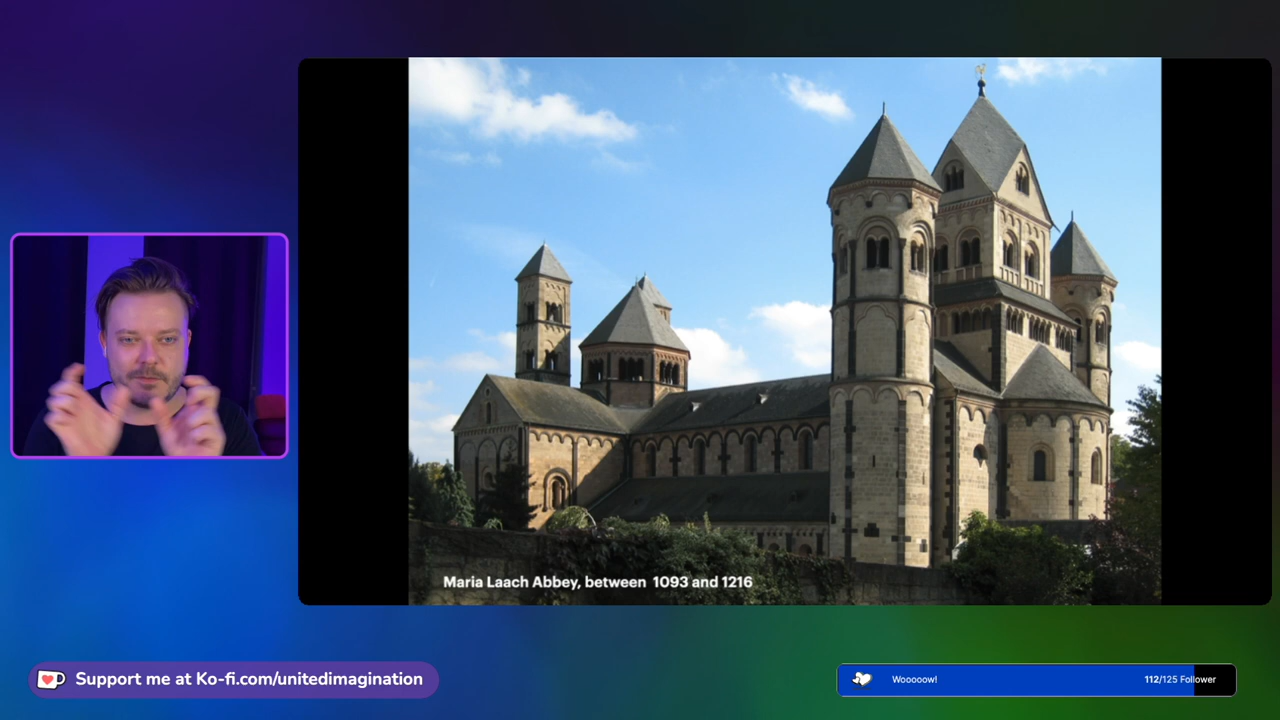 Maria Laach Abbey, between 1093 and 1216
Support me at Ko-fi.com/unitedimagination
Wooooow!
112/125 Follower